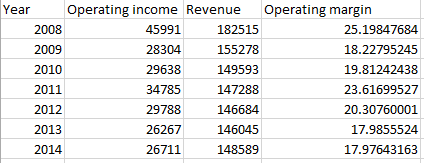 Year Operating income Revenue Operating margin
2008 45991 182515 25.19847684
2009 28304 155278 18.22795245
2010 29638 149593 19.81242438
2011 34785 147288 23.61699527
2012 29788 146684 20.30760001
2013 26267 146045 17.9855524
2014 26711 148589 17.97643163